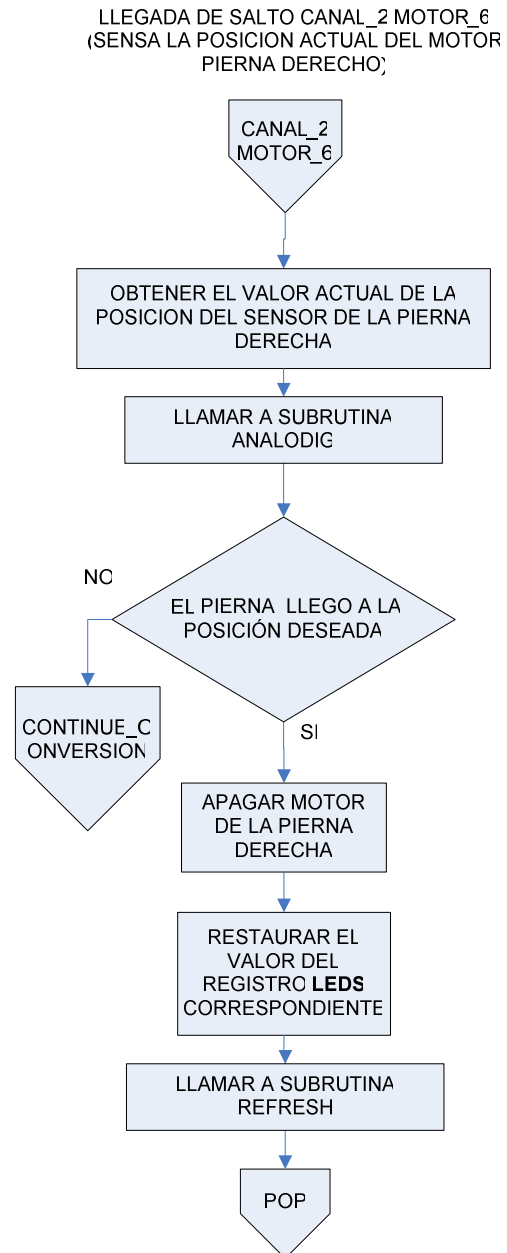 LLEGADA DE SALTO CANAL_2 MOTOR_6
(SENSA LA POSICION ACTUAL DEL MOTOR
PIERNA DERECHO)
CANAL_2
MOTOR_6
OBTENER EL VALOR ACTUAL DE LA
POSICION DEL SENSOR DE LA PIERNA
DERECHA
LLAMAR A SUBRUTINA
ANALODIG
EL PIERNA LLEGO A LA
POSICIÓN DESEADA
NO
CONTINUE_C
ONVERSION
SI
APAGAR MOTOR
DE LA PIERNA
DERECHA
RESTAURAR EL
VALOR DEL
REGISTRO LEDS
CORRESPONDIENTE
LLAMAR A SUBRUTINA
REFRESH
POP